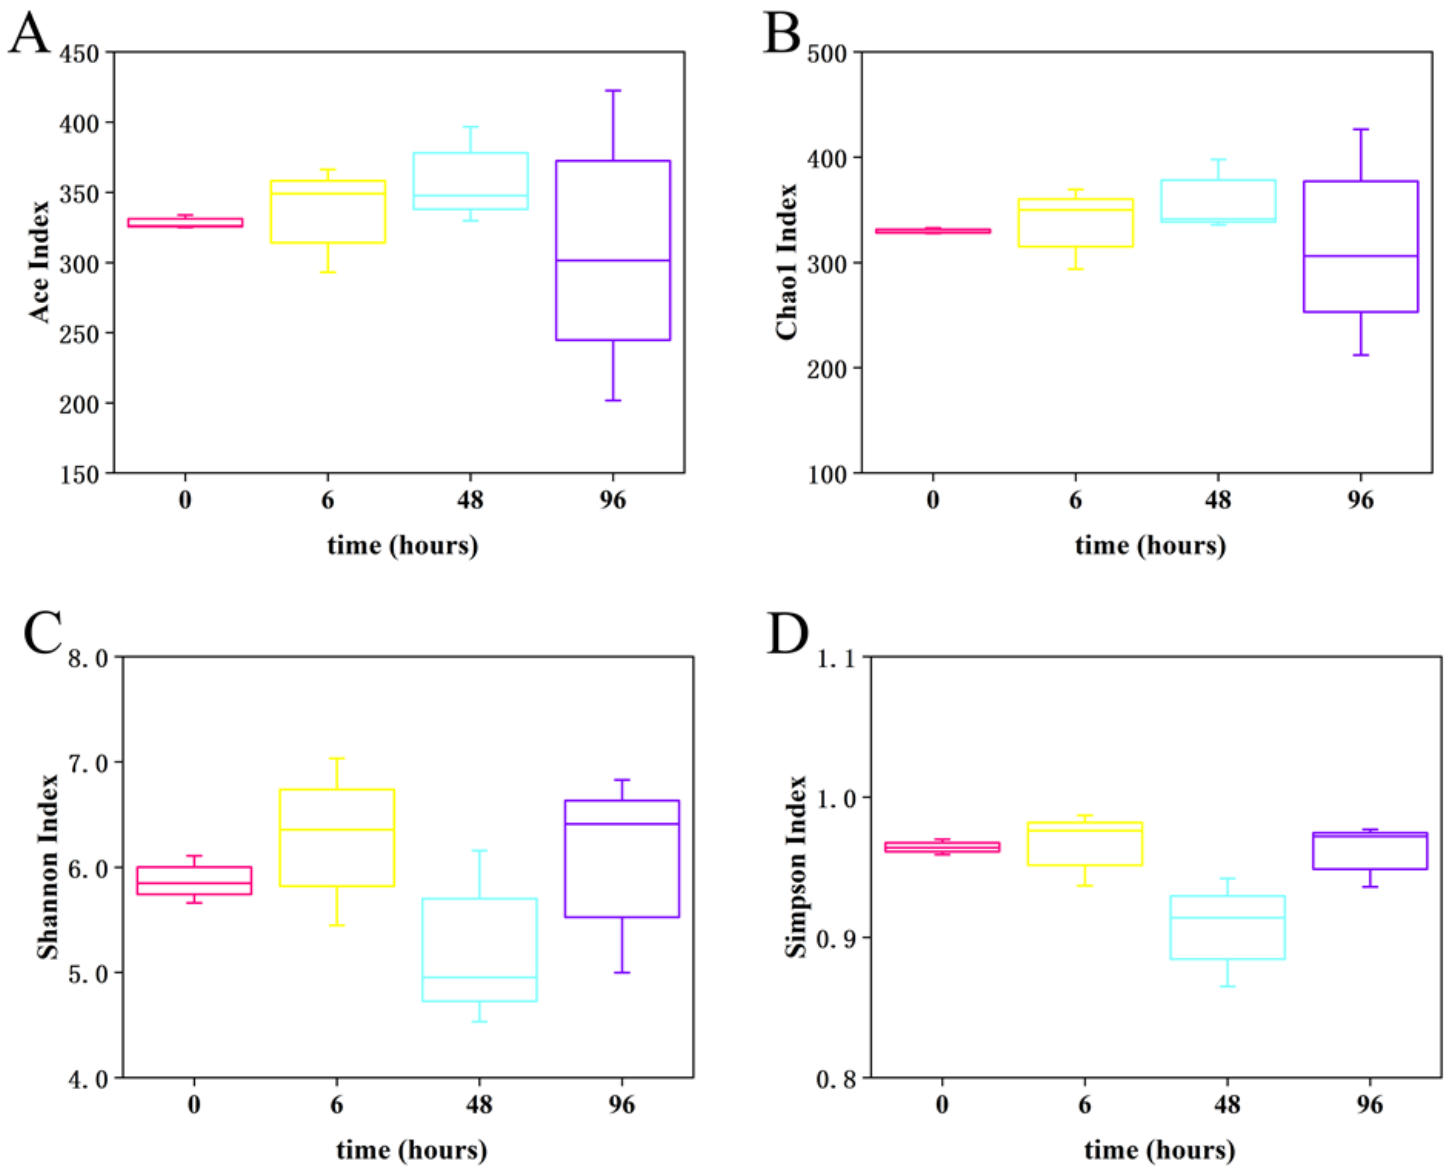 A
B
450
400
350
300
250
200
150
Ace Index
0 6 48 96
time (hours)
500
400
300
200
100
Chao1 Index
0 6 48 96
time (hours)
C
D
8.0
7.0
6.0
5.0
4.0
Shannon Index
0 6 48 96
time (hours)
1.1
1.0
0.9
0.8
Simpson Index
0 6 48 96
time (hours)